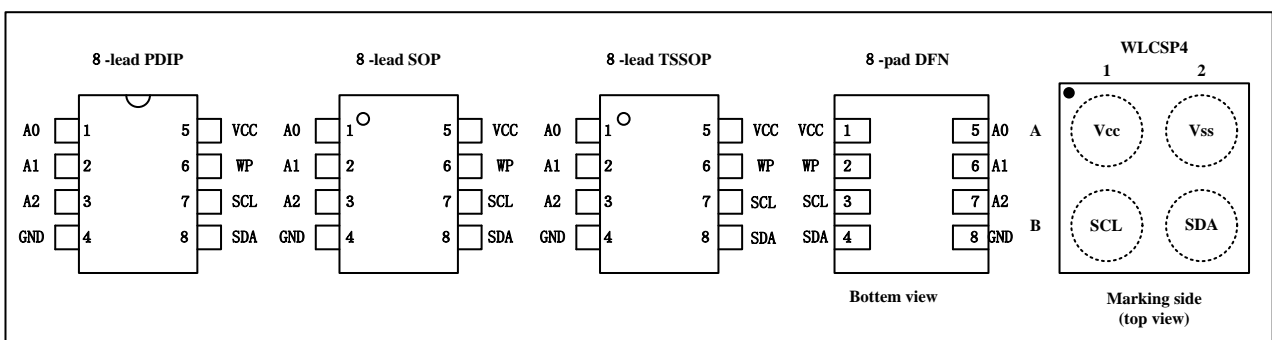 8-lead PDIP
A0 1 5 VCC
A1 2 6 WP
A2 3 7 SCL
GND 4 8 SDA
8-lead SOP
A0 1 5 VCC
A1 2 6 WP
A2 3 7 SCL
GND 4 8 SDA
8-lead TSSOP
A0 1 5 VCC
A1 2 6 WP
A2 3 7 SCL
GND 4 8 SDA
8-pad DFN
VCC 1 5 A0
WP 2 6 A1
SCL 3 7 A2
SDA 4 8 GND
Bottem view
WLCSP4
1 2
A Vcc Vss
B SCL SDA
Marking side
(top view)